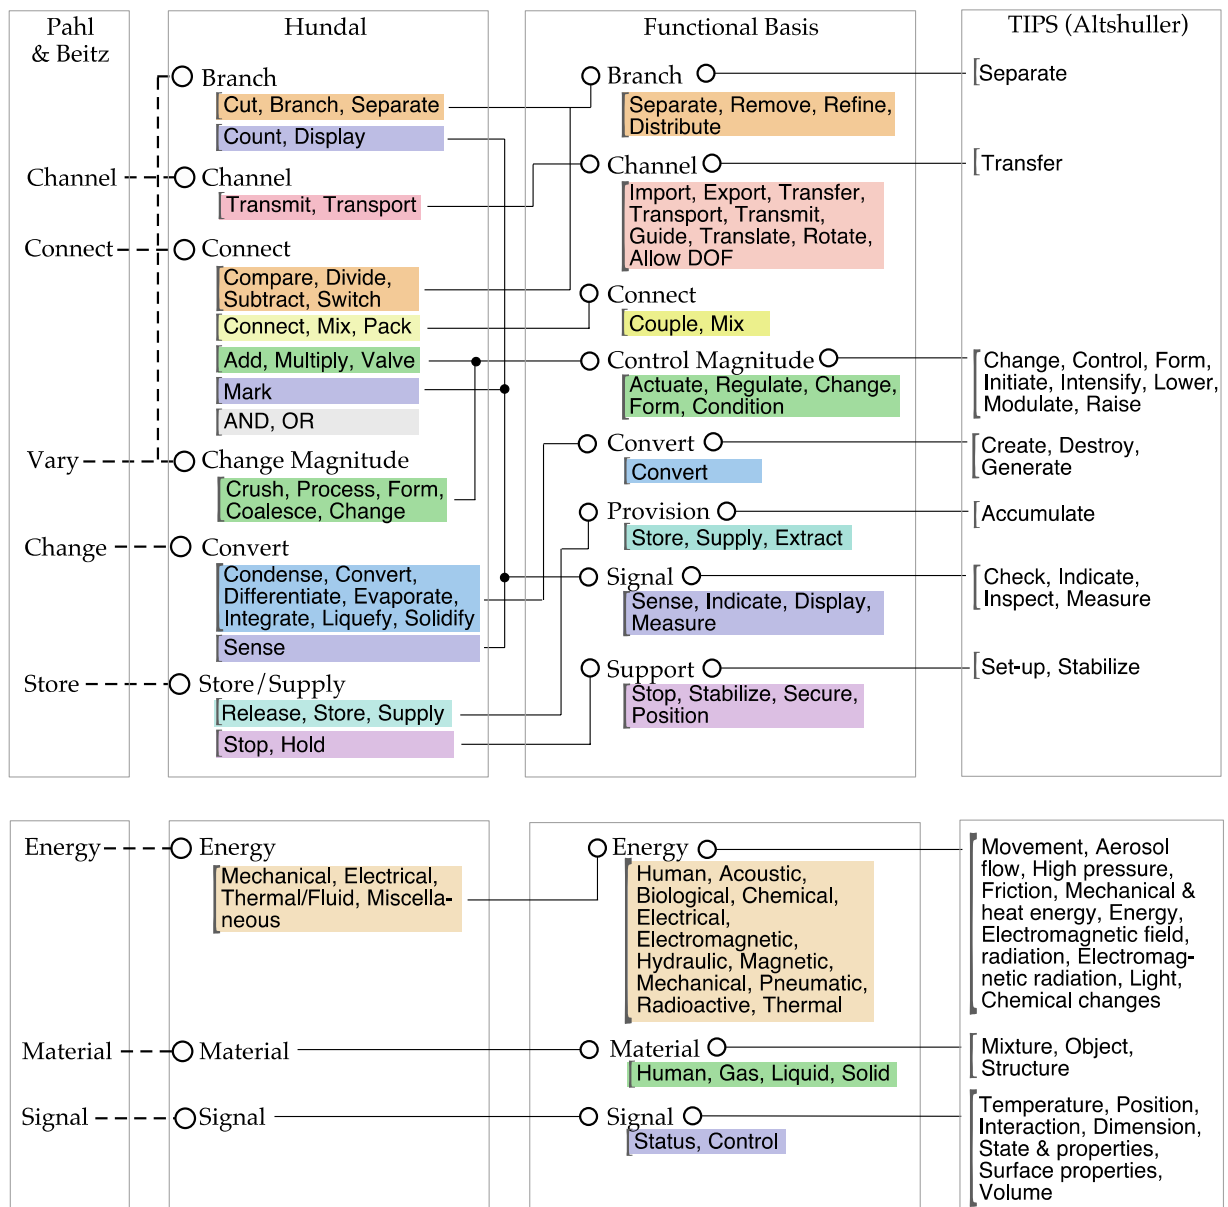 Pahl
& Beitz
Hundal
Functional Basis
TIPS (Altshuller)
Branch
Cut, Branch, Separate
Count, Display
Branch
Separate, Remove, Refine,
Distribute
Separate
Channel
Channel
Transmit, Transport
Channel
Import, Export, Transfer,
Transport, Transmit,
Guide, Translate, Rotate,
Allow DOF
Transfer
Connect
Connect
Compare, Divide,
Subtract, Switch
Connect, Mix, Pack
Add, Multiply, Valve
Mark
AND, OR
Connect
Couple, Mix
Control Magnitude
Actuate, Regulate, Change,
Form, Condition
Change, Control, Form,
Initiate, Intensify, Lower,
Modulate, Raise
Vary
Change Magnitude
Crush, Process, Form,
Coalesce, Change
Convert
Convert
Create, Destroy,
Generate
Provision
Store, Supply, Extract
Accumulate
Change
Convert
Condense, Convert,
Differentiate, Evaporate,
Integrate, Liquefy, Solidify
Sense
Signal
Sense, Indicate, Display,
Measure
Check, Indicate,
Inspect, Measure
Store
Store/Supply
Release, Store, Supply
Stop, Hold
Support
Stop, Stabilize, Secure,
Position
Set-up, Stabilize
Energy
Energy
Mechanical, Electrical,
Thermal/Fluid, Miscella-
neous
Energy
Human, Acoustic,
Biological, Chemical,
Electrical,
Electromagnetic,
Hydraulic, Magnetic,
Mechanical, Pneumatic,
Radioactive, Thermal
Movement, Aerosol
flow, High pressure,
Friction, Mechanical &
heat energy, Energy,
Electromagnetic field,
radiation, Electromag-
netic radiation, Light,
Chemical changes
Material
Material
Material
Human, Gas, Liquid, Solid
Mixture, Object,
Structure
Signal
Signal
Signal
Status, Control
Temperature, Position,
Interaction, Dimension,
State & properties,
Surface properties,
Volume